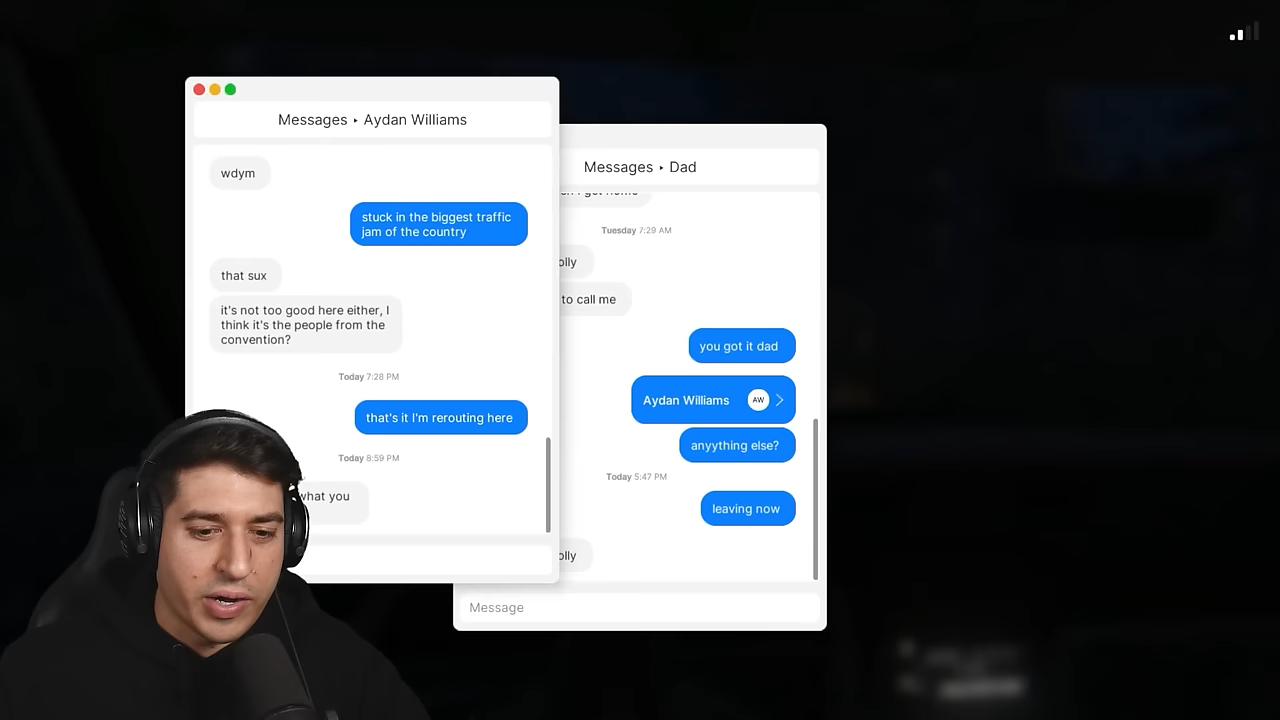 Messages ▸ Aydan Williams
wdym
stuck in the biggest traffic
jam of the country
that sux
it's not too good here either, I
think it's the people from the
convention?
Today 7:28 PM
that's it I'm rerouting here
Today 8:59 PM
what you
Messages ▸ Dad
Tuesday 7:29 AM
olly
to call me
you got it dad
Aydan Williams
AW
anyything else?
Today 5:47 PM
leaving now
olly
Message